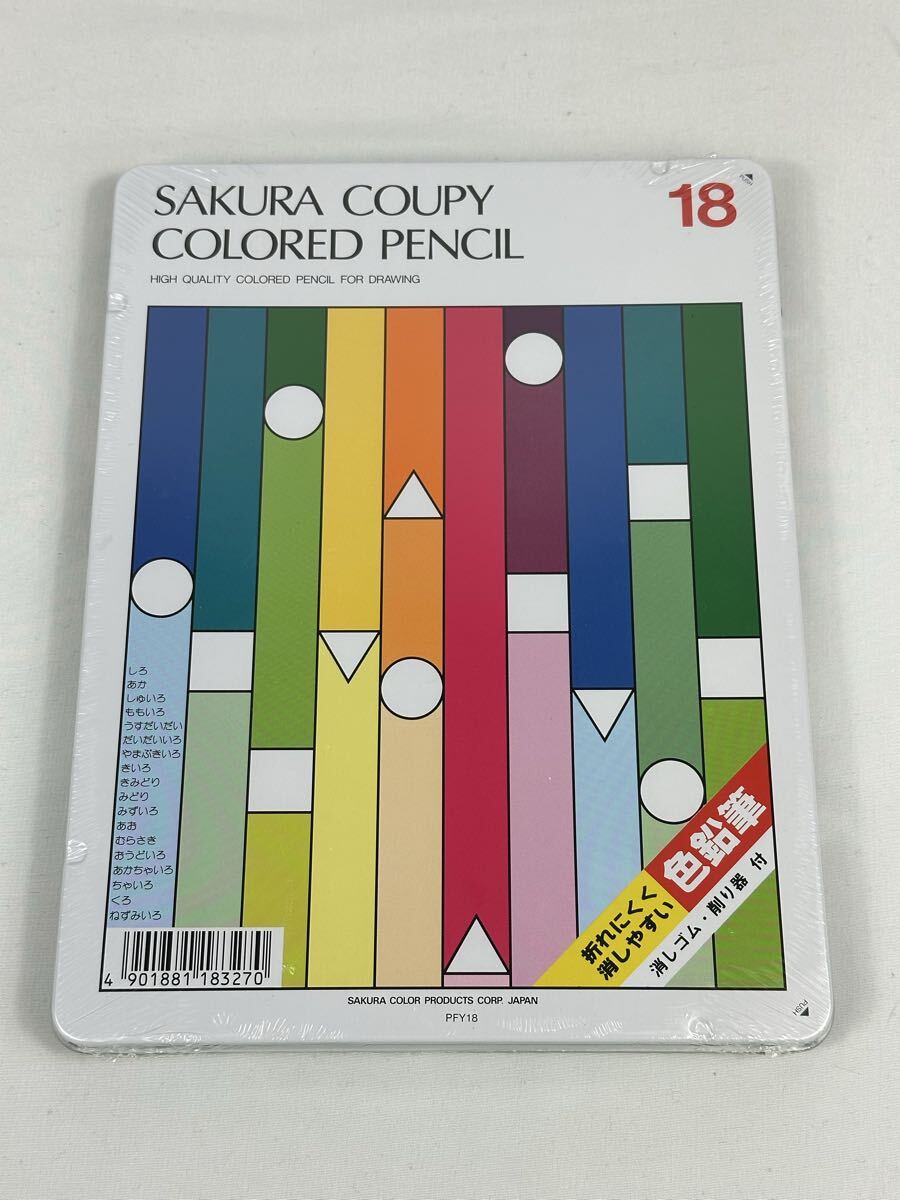 SAKURA COUPY
COLORED PENCIL
18
PUSH
HIGH QUALITY COLORED PENCIL FOR DRAWING
しろ
あか
しゅいろ
ももいろ
うすだいだい
だいだいいろ
やまぶきいろ
きいろ
きみどり
みどり
みずいろ
あお
むらさき
おうどいろ
あかちゃいろ
ちゃいろ
くろ
ねずみいろ
折れにくく
消しやすい
色鉛筆
消しゴム・削り器 付
4 901881 183270
SAKURA COLOR PRODUCTS CORP. JAPAN
PFY18
PUSH